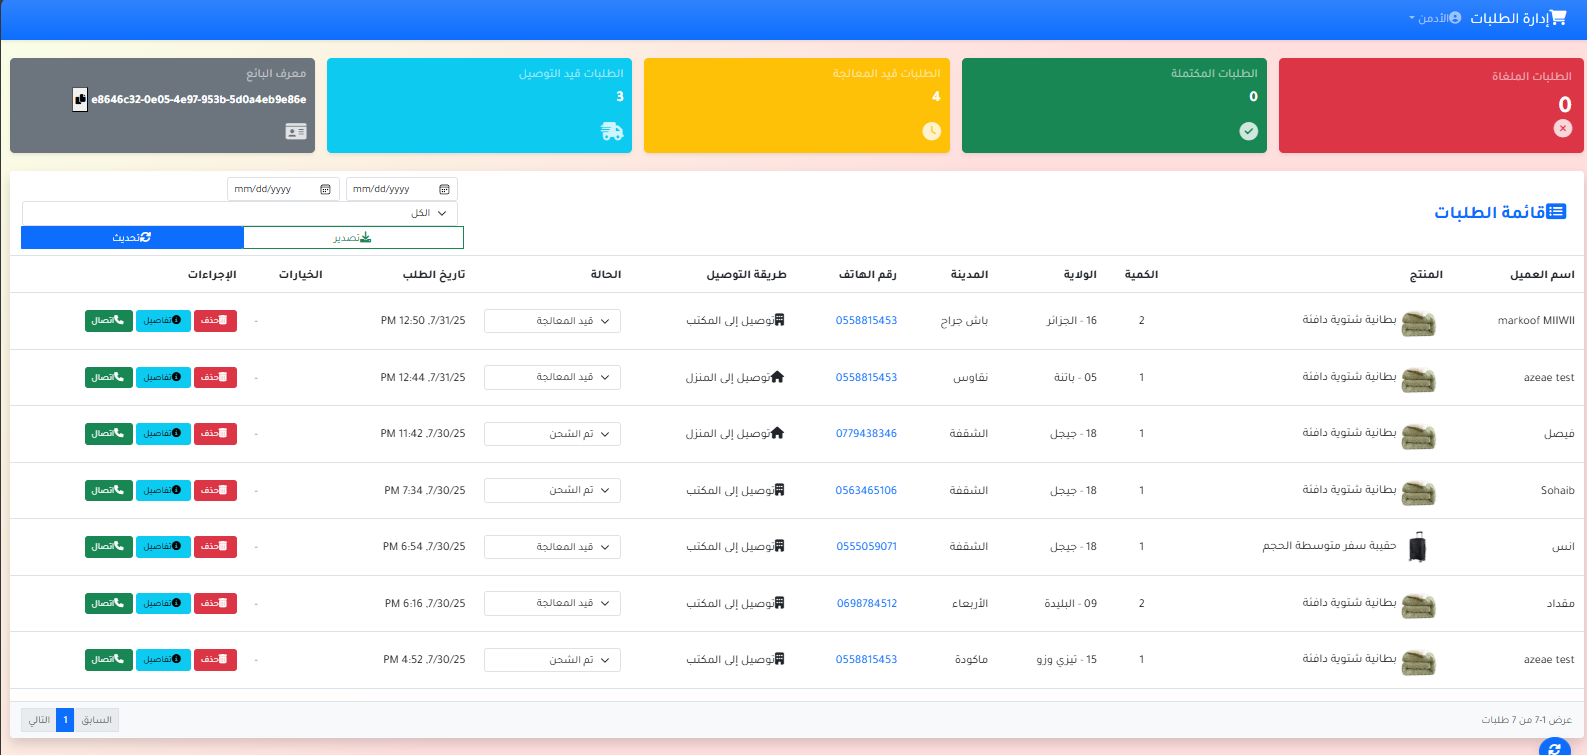 إدارة الطلبات الأدمن
الطلبات الملغاة
0
الطلبات المكتملة
0
الطلبات قيد المعالجة
4
الطلبات قيد التوصيل
3
معرف البائع
e8646c32-0e05-4e97-953b-5d0a4eb9e86e
قائمة الطلبات
mm/dd/yyyy mm/dd/yyyy
الكل
تصدير تحديث
اسم العميل المنتج الكمية الولاية المدينة رقم الهاتف طريقة التوصيل الحالة تاريخ الطلب الخيارات الإجراءات
markoof MIIWII بطانية شتوية دافئة 2 16 - الجزائر باش جراح 0558815453 توصيل إلى المكتب قيد المعالجة 7/31/25, 12:50 PM - حذف تفاصيل اتصال
azeae test بطانية شتوية دافئة 1 05 - باتنة نقاوس 0558815453 توصيل إلى المنزل قيد المعالجة 7/31/25, 12:44 PM - حذف تفاصيل اتصال
فيصل بطانية شتوية دافئة 1 18 - جيجل الشقفة 0779438346 توصيل إلى المنزل تم الشحن 7/30/25, 11:42 PM - حذف تفاصيل اتصال
Sohaib بطانية شتوية دافئة 1 18 - جيجل الشقفة 0563465106 توصيل إلى المكتب تم الشحن 7/30/25, 7:34 PM - حذف تفاصيل اتصال
انس حقيبة سفر متوسطة الحجم 1 18 - جيجل الشقفة 0555059071 توصيل إلى المكتب قيد المعالجة 7/30/25, 6:54 PM - حذف تفاصيل اتصال
مقداد بطانية شتوية دافئة 2 09 - البليدة الأربعاء 0698784512 توصيل إلى المكتب قيد المعالجة 7/30/25, 6:16 PM - حذف تفاصيل اتصال
azeae test بطانية شتوية دافئة 1 15 - تيزي وزو ماكودة 0558815453 توصيل إلى المكتب تم الشحن 7/30/25, 4:52 PM - حذف تفاصيل اتصال
عرض 1-7 من 7 طلبات
السابق 1 التالي